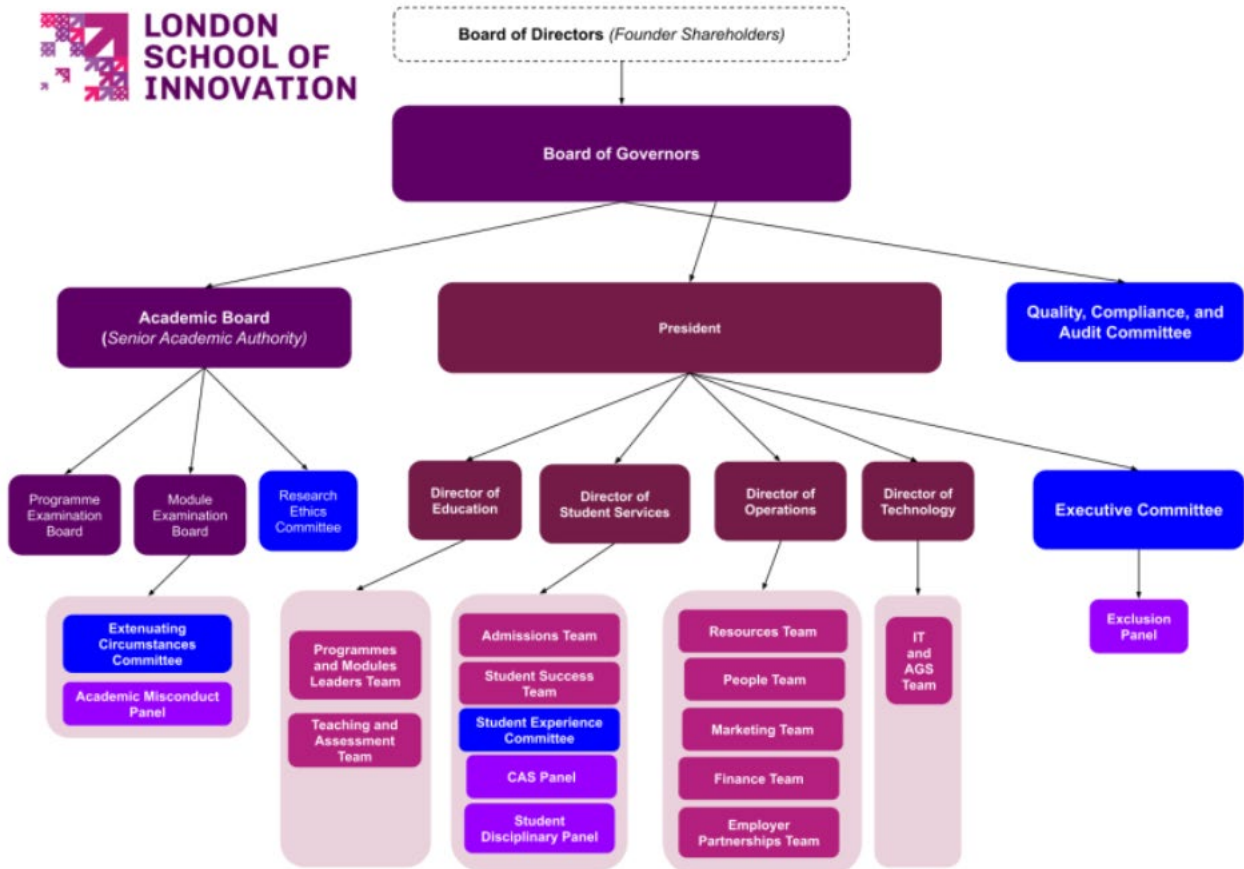 LONDON
SCHOOL OF
INNOVATION
Board of Directors (Founder Shareholders)
Board of Governors
Academic Board
(Senior Academic Authority)
President
Quality, Compliance, and
Audit Committee
Programme
Examination
Board
Module
Examination
Board
Research
Ethics
Committee
Director of
Education
Director of
Student Services
Director of
Operations
Director of
Technology
Executive Committee
Extenuating
Circumstances
Committee
Academic Misconduct
Panel
Programmes
and Modules
Leaders Team
Teaching and
Assessment
Team
Admissions Team
Student Success
Team
Student Experience
Committee
CAS Panel
Student
Disciplinary Panel
Resources Team
People Team
Marketing Team
Finance Team
Employer
Partnerships Team
IT
and
AGS
Team
Exclusion
Panel